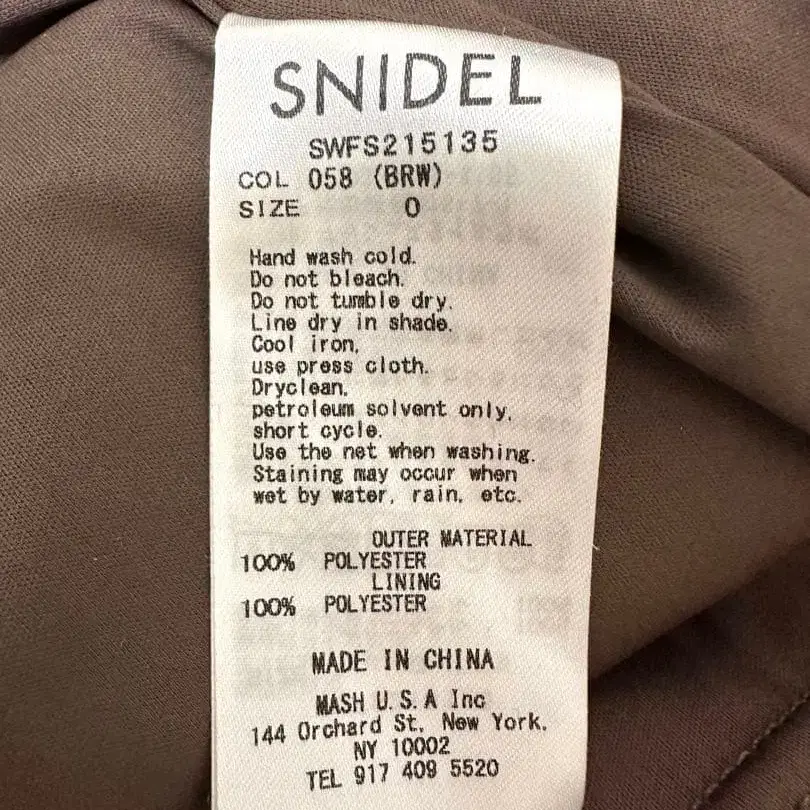 SNIDEL
SWFS215135
COL 058 (BRW)
SIZE 0
Hand wash cold.
Do not bleach.
Do not tumble dry.
Line dry in shade.
Cool iron,
use press cloth.
Dryclean,
petroleum solvent only,
short cycle.
Use the net when washing.
Staining may occur when
wet by water, rain, etc.
OUTER MATERIAL
100% POLYESTER
LINING
100% POLYESTER
MADE IN CHINA
MASH U.S.A Inc
144 Orchard St, New York,
NY 10002
TEL 917 409 5520